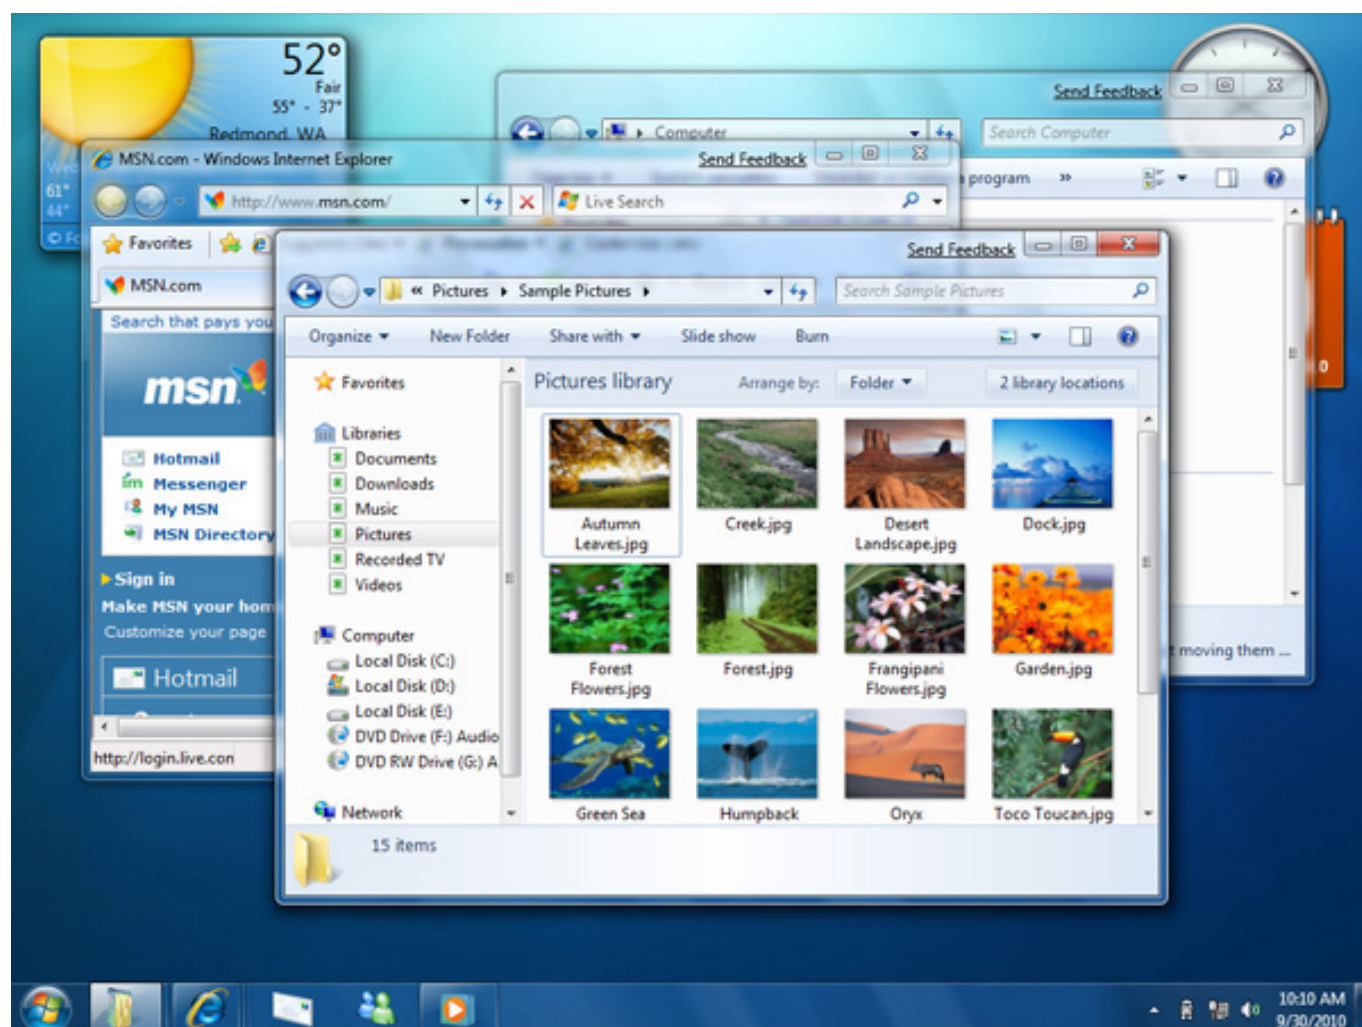 52°
Fair
55° - 37°
Redmond, WA
61°
44°
Send Feedback
Computer
Search Computer
a program »
MSN.com - Windows Internet Explorer
Send Feedback
http://www.msn.com/
Live Search
Favorites
MSN.com
Search that pays you
msn
Hotmail
Messenger
My MSN
MSN Directory
Sign in
Make MSN your hom
Customize your page
Hotmail
http://login.live.con
Send Feedback
« Pictures Sample Pictures
Search Sample Pictures
Organize New Folder Share with Slide show Burn
Favorites
Libraries
Documents
Downloads
Music
Pictures
Recorded TV
Videos
Computer
Local Disk (C:)
Local Disk (D:)
Local Disk (E:)
DVD Drive (F:) Audio
DVD RW Drive (G:) A
Network
Pictures library Arrange by: Folder 2 library locations
Autumn
Leaves.jpg
Creek.jpg
Desert
Landscape.jpg
Dock.jpg
Forest
Flowers.jpg
Forest.jpg
Frangipani
Flowers.jpg
Garden.jpg
Green Sea
Humpback
Oryx
Toco Toucan.jpg
15 items
t moving them ...
.0
10:10 AM
9/30/2010